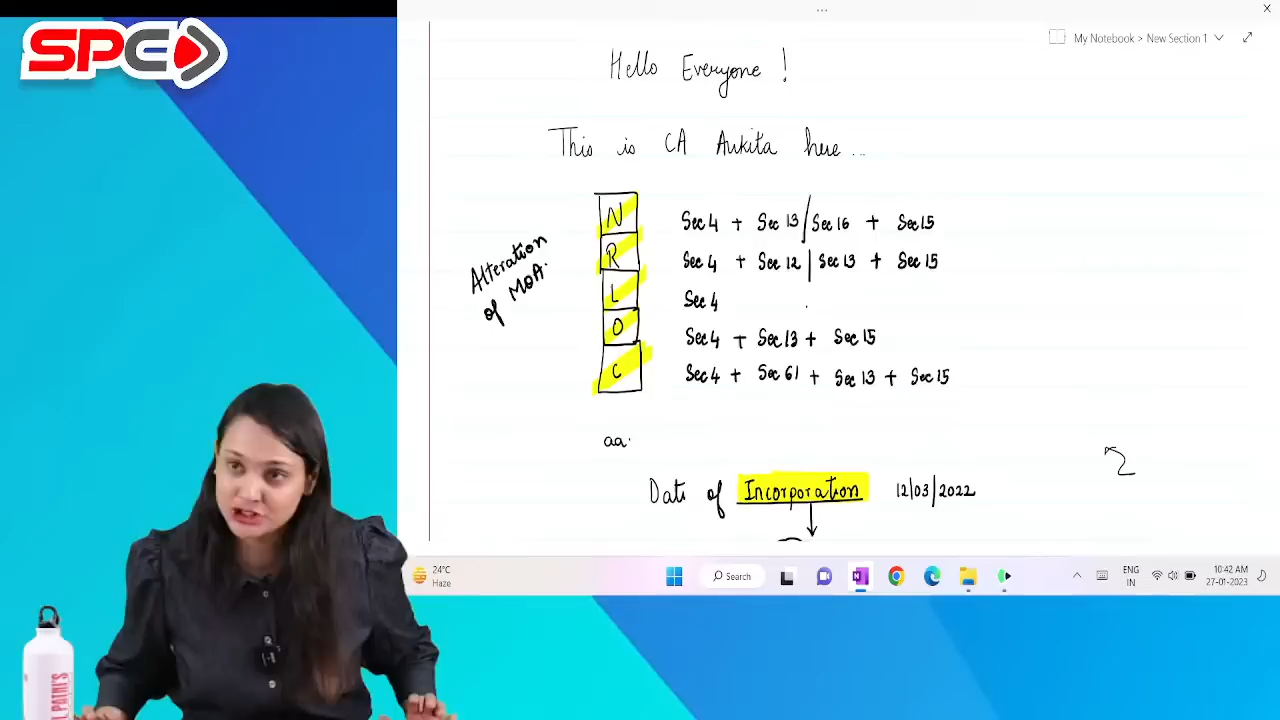 SPC
...
My Notebook > New Section 1
Hello Everyone !
This is CA Ankita here ...
Alteration of MOA.
N Sec 4 + Sec 13 / Sec 16 + Sec 15
R Sec 4 + Sec 12 | Sec 13 + Sec 15
L Sec 4
O Sec 4 + Sec 13 + Sec 15
C Sec 4 + Sec 61 + Sec 13 + Sec 15
aa.
Date of Incorporation 12/03/2022
24°C
Haze
Search
ENG
IN
10:42 AM
27-01-2023